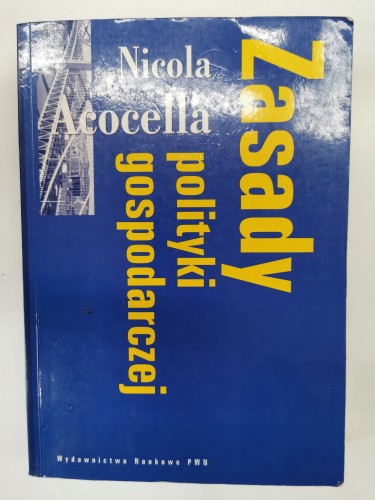 Nicola
Acocella
Zasady
polityki
gospodarczej
Wydawnictwo Naukowe PWN